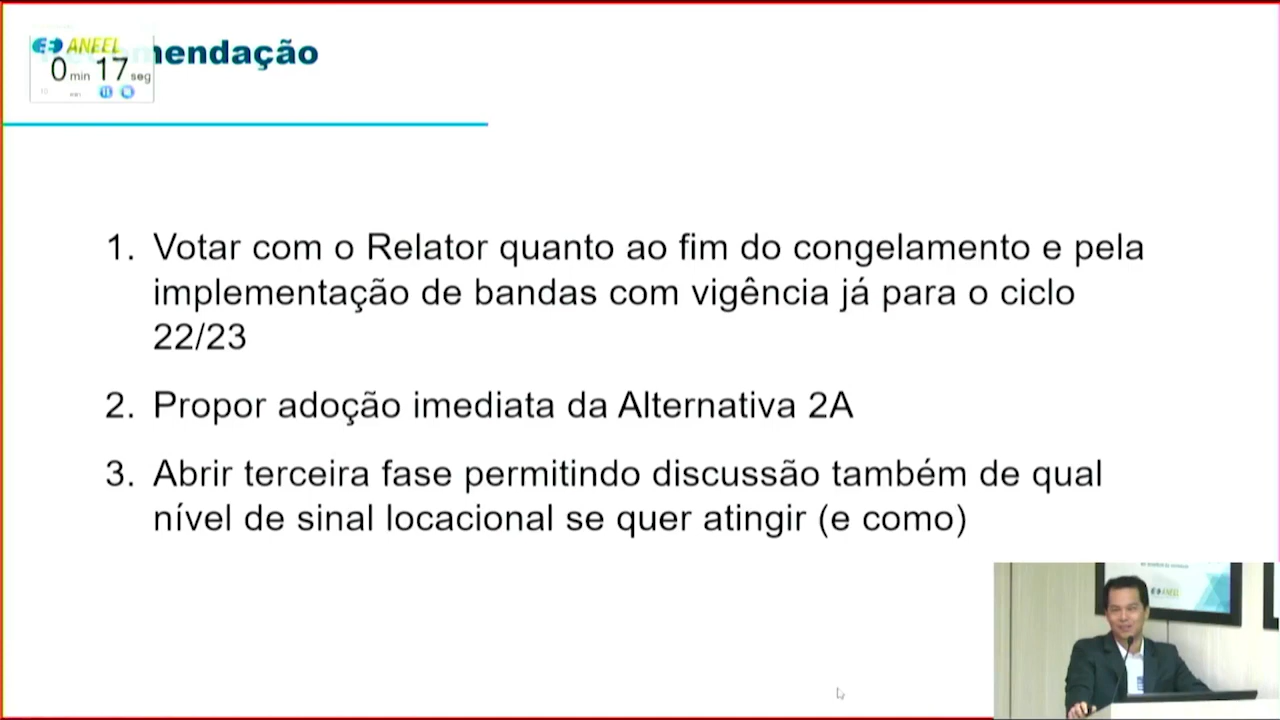 ANEEL
mendação
0 min 17 seg
1. Votar com o Relator quanto ao fim do congelamento e pela
implementação de bandas com vigência já para o ciclo
22/23
2. Propor adoção imediata da Alternativa 2A
3. Abrir terceira fase permitindo discussão também de qual
nível de sinal locacional se quer atingir (e como)
ANEEL